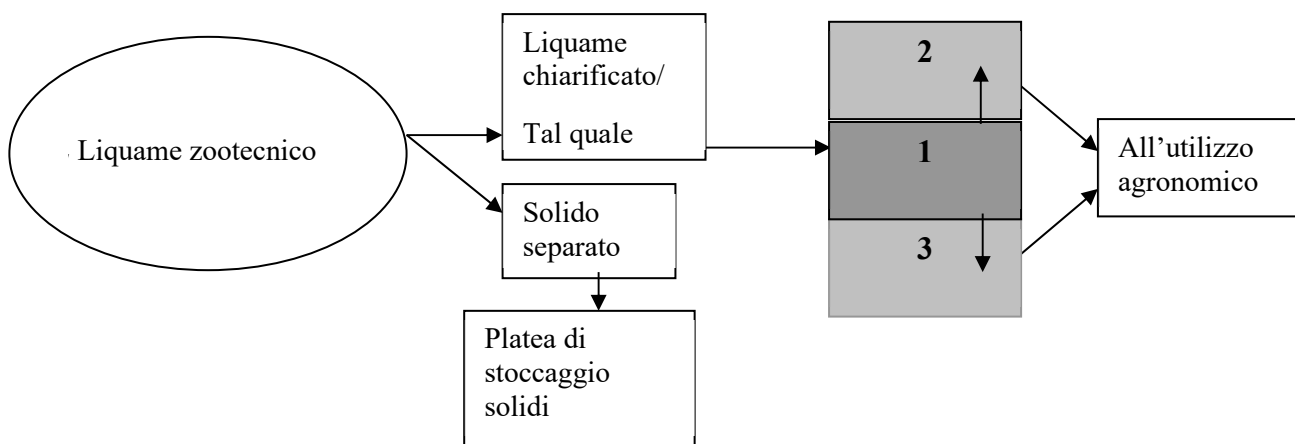 Liquame zootecnico
Liquame
chiarificato/
Tal quale
Solido
separato
Platea di
stoccaggio
solidi
2
1
3
All’utilizzo
agronomico